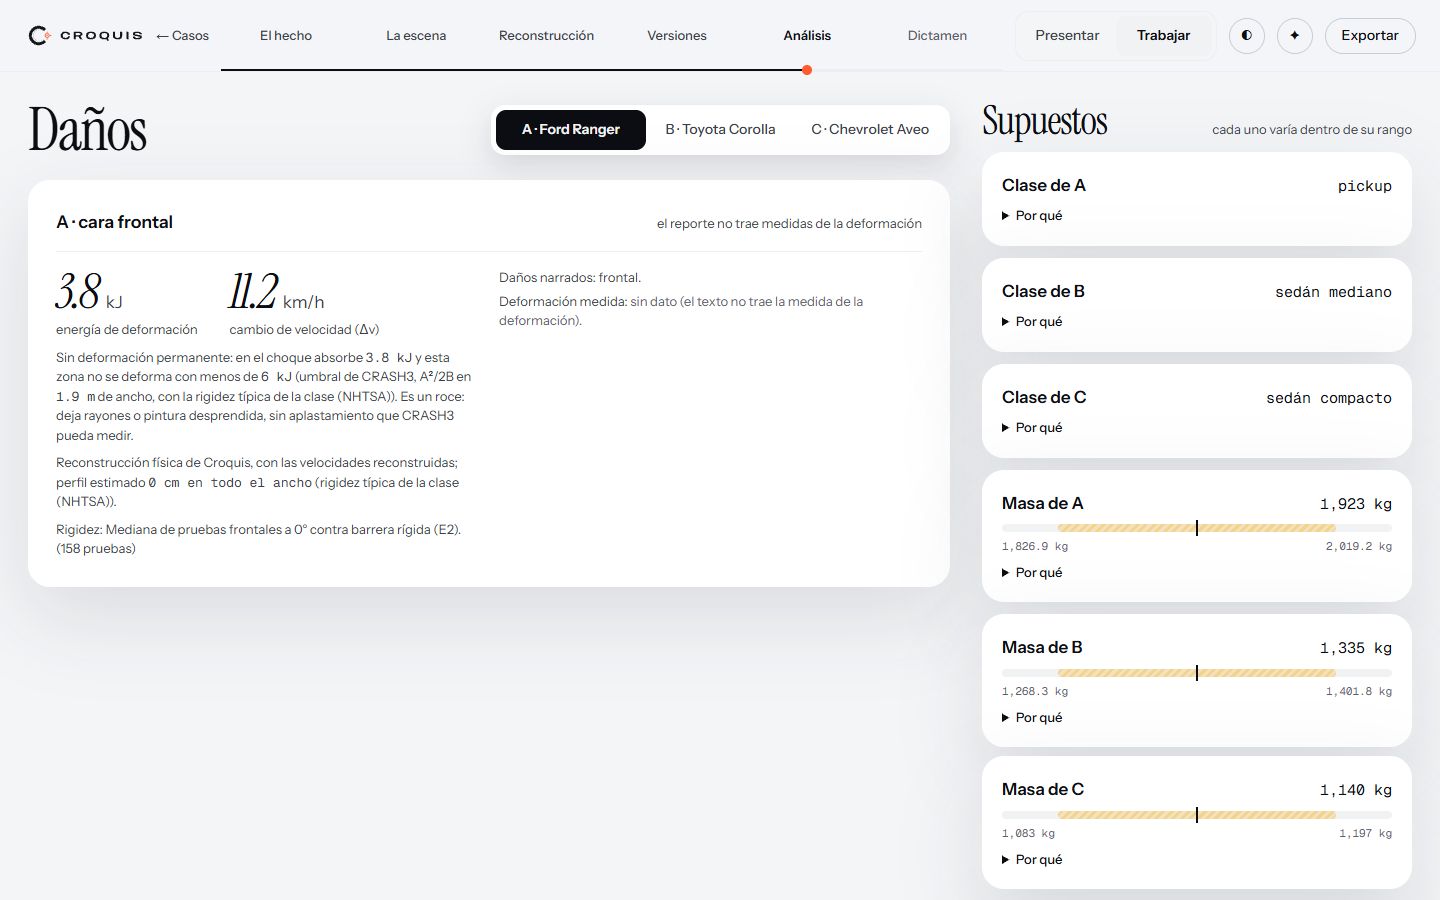 CROQUIS
← Casos
El hecho
La escena
Reconstrucción
Versiones
Análisis
Dictamen
Presentar
Trabajar
Exportar
Daños
A · Ford Ranger
B · Toyota Corolla
C · Chevrolet Aveo
A · cara frontal
el reporte no trae medidas de la deformación
3.8 kJ
energía de deformación
11.2 km/h
cambio de velocidad (Δv)
Sin deformación permanente: en el choque absorbe 3.8 kJ y esta
zona no se deforma con menos de 6 kJ (umbral de CRASH3, A²/2B en
1.9 m de ancho, con la rigidez típica de la clase (NHTSA)). Es un roce:
deja rayones o pintura desprendida, sin aplastamiento que CRASH3
pueda medir.
Reconstrucción física de Croquis, con las velocidades reconstruidas;
perfil estimado 0 cm en todo el ancho (rigidez típica de la clase
(NHTSA)).
Rigidez: Mediana de pruebas frontales a 0° contra barrera rígida (E2).
(158 pruebas)
Daños narrados: frontal.
Deformación medida: sin dato (el texto no trae la medida de la
deformación).
Supuestos
cada uno varía dentro de su rango
Clase de A
pickup
▶ Por qué
Clase de B
sedán mediano
▶ Por qué
Clase de C
sedán compacto
▶ Por qué
Masa de A
1,923 kg
1,826.9 kg
2,019.2 kg
▶ Por qué
Masa de B
1,335 kg
1,268.3 kg
1,401.8 kg
▶ Por qué
Masa de C
1,140 kg
1,083 kg
1,197 kg
▶ Por qué